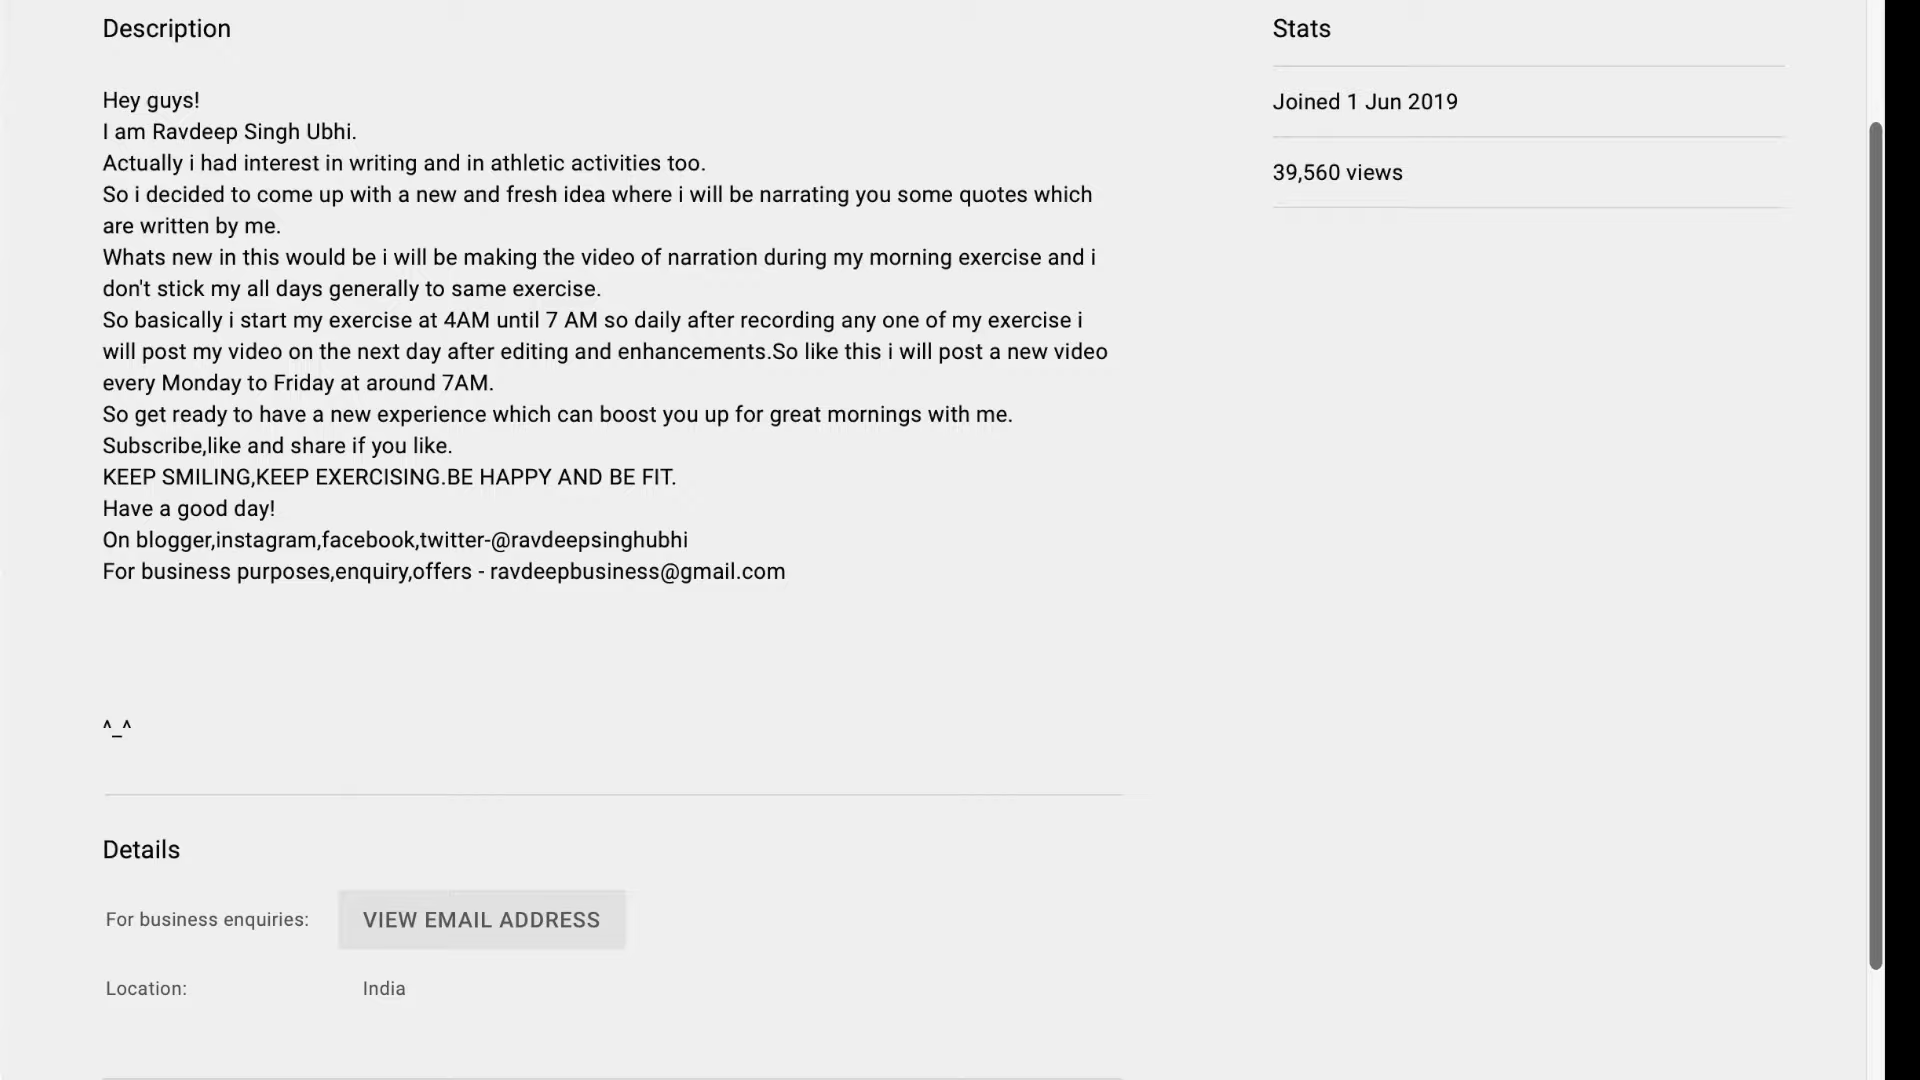 Description
Hey guys!
I am Ravdeep Singh Ubhi.
Actually i had interest in writing and in athletic activities too.
So i decided to come up with a new and fresh idea where i will be narrating you some quotes which
are written by me.
Whats new in this would be i will be making the video of narration during my morning exercise and i
don't stick my all days generally to same exercise.
So basically i start my exercise at 4AM until 7 AM so daily after recording any one of my exercise i
will post my video on the next day after editing and enhancements.So like this i will post a new video
every Monday to Friday at around 7AM.
So get ready to have a new experience which can boost you up for great mornings with me.
Subscribe,like and share if you like.
KEEP SMILING,KEEP EXERCISING.BE HAPPY AND BE FIT.
Have a good day!
On blogger,instagram,facebook,twitter-@ravdeepsinghubhi
For business purposes,enquiry,offers - ravdeepbusiness@gmail.com
^_^
Details
For business enquiries: VIEW EMAIL ADDRESS
Location: India
Stats
Joined 1 Jun 2019
39,560 views